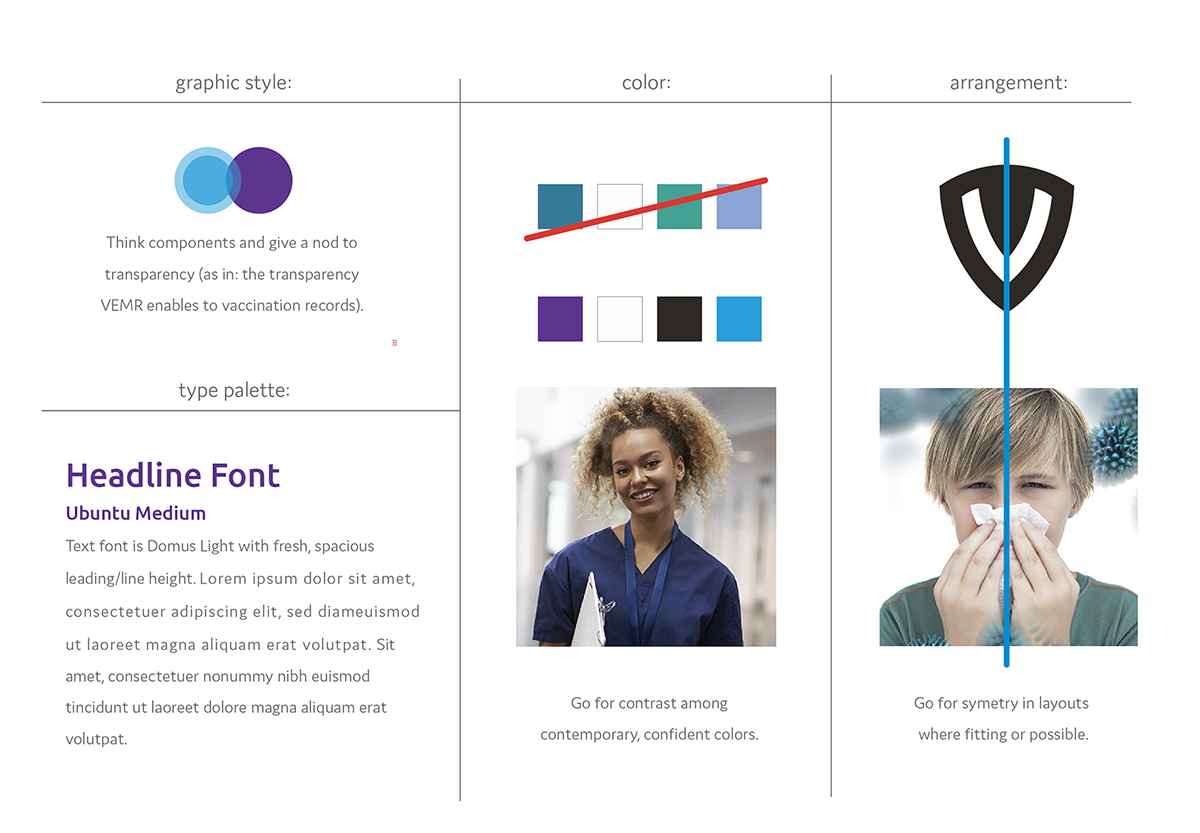 graphic style:
Think components and give a nod to
transparency (as in: the transparency
VEMR enables to vaccination records).
type palette:
Headline Font
Ubuntu Medium
Text font is Domus Light with fresh, spacious
leading/line height. Lorem ipsum dolor sit amet,
consectetuer adipiscing elit, sed diameuismod
ut laoreet magna aliquam erat volutpat. Sit
amet, consectetuer nonummy nibh euismod
tincidunt ut laoreet dolore magna aliquam erat
volutpat.
color:
Go for contrast among
contemporary, confident colors.
arrangement:
Go for symetry in layouts
where fitting or possible.